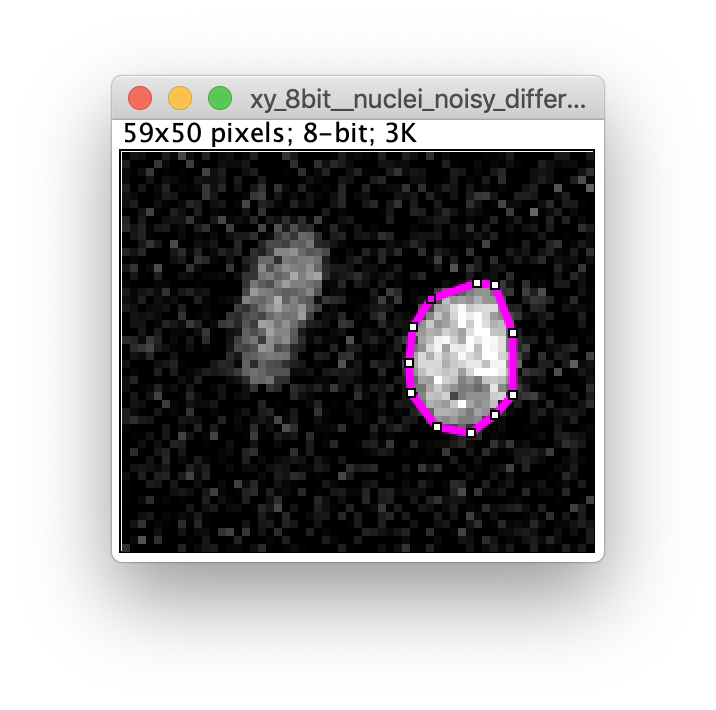 xy_8bit__nuclei_noisy_differ...
59x50 pixels; 8-bit; 3K